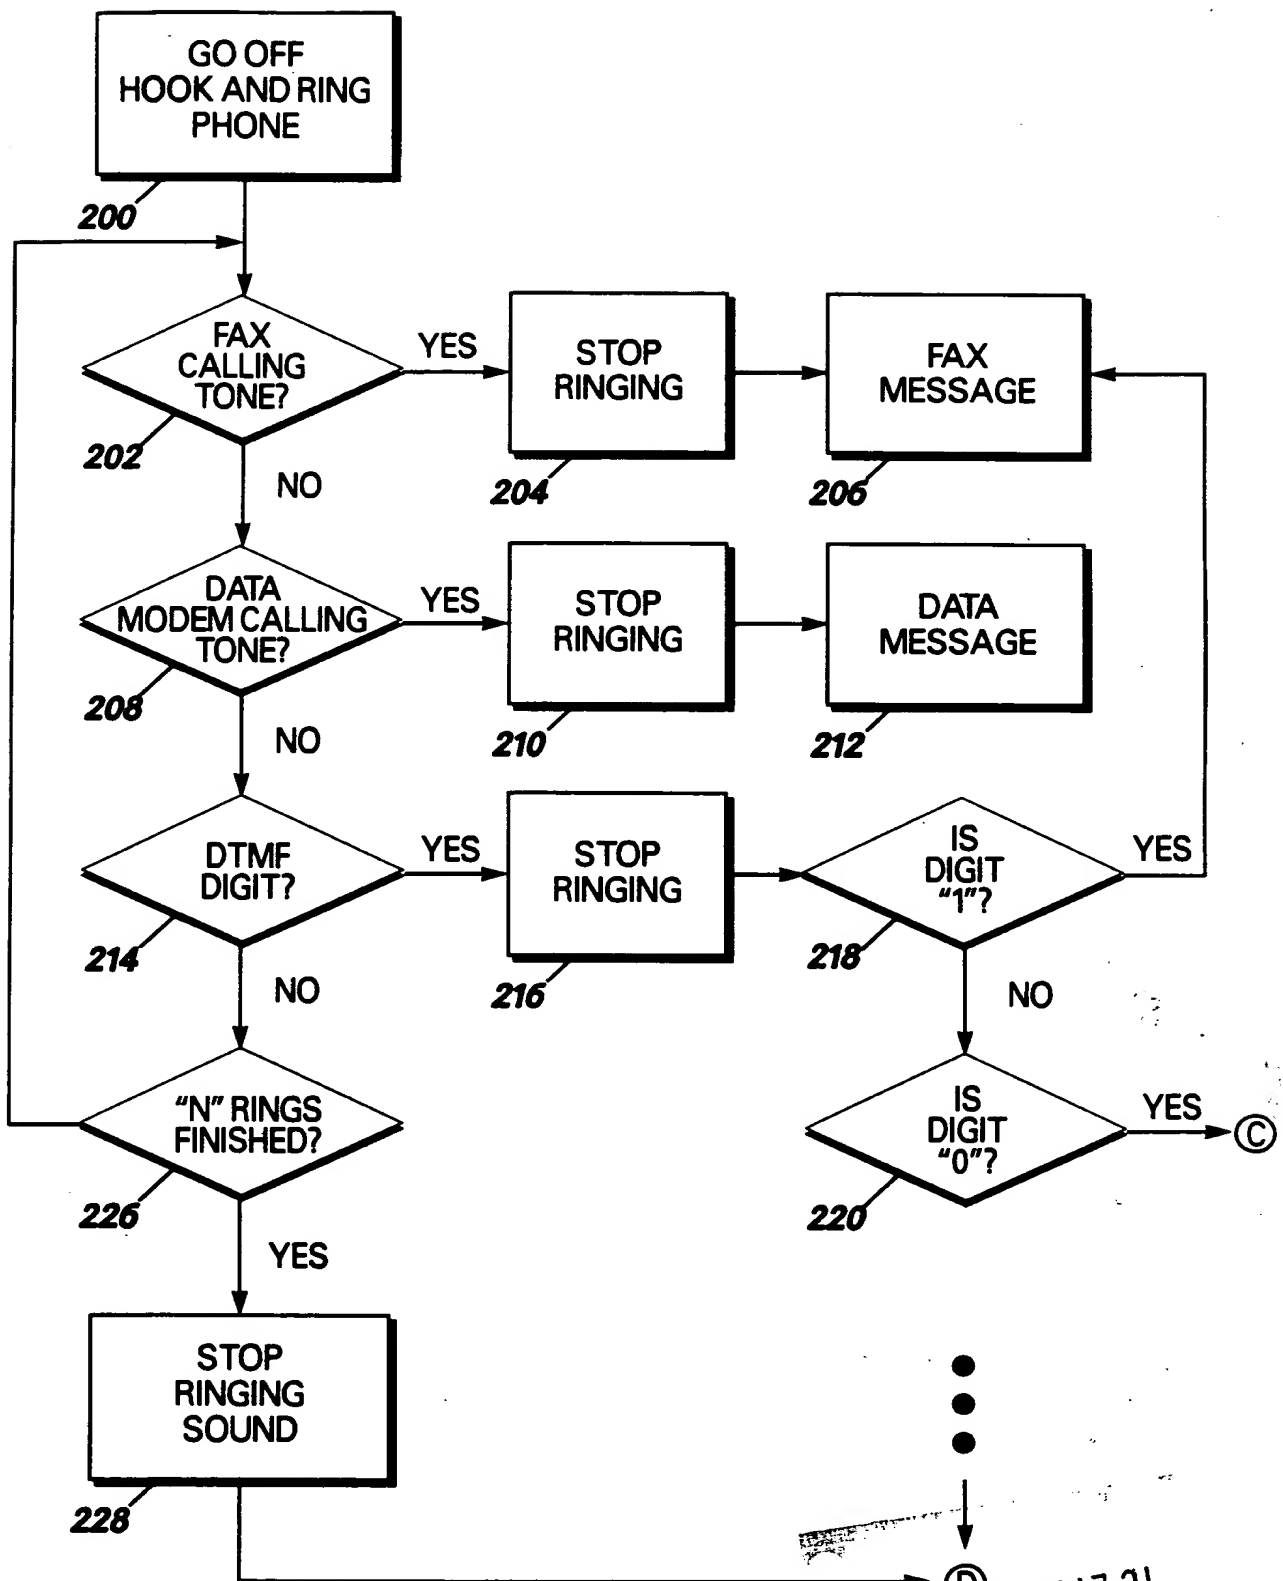 GO OFF
HOOK AND RING
PHONE
200
FAX
CALLING
TONE?
202
YES
STOP
RINGING
204
FAX
MESSAGE
206
NO
DATA
MODEM CALLING
TONE?
208
YES
STOP
RINGING
210
DATA
MESSAGE
212
NO
DTMF
DIGIT?
214
YES
STOP
RINGING
216
IS
DIGIT
"1"?
218
YES
NO
NO
"N" RINGS
FINISHED?
226
IS
DIGIT
"0"?
220
YES
C
YES
STOP
RINGING
SOUND
228